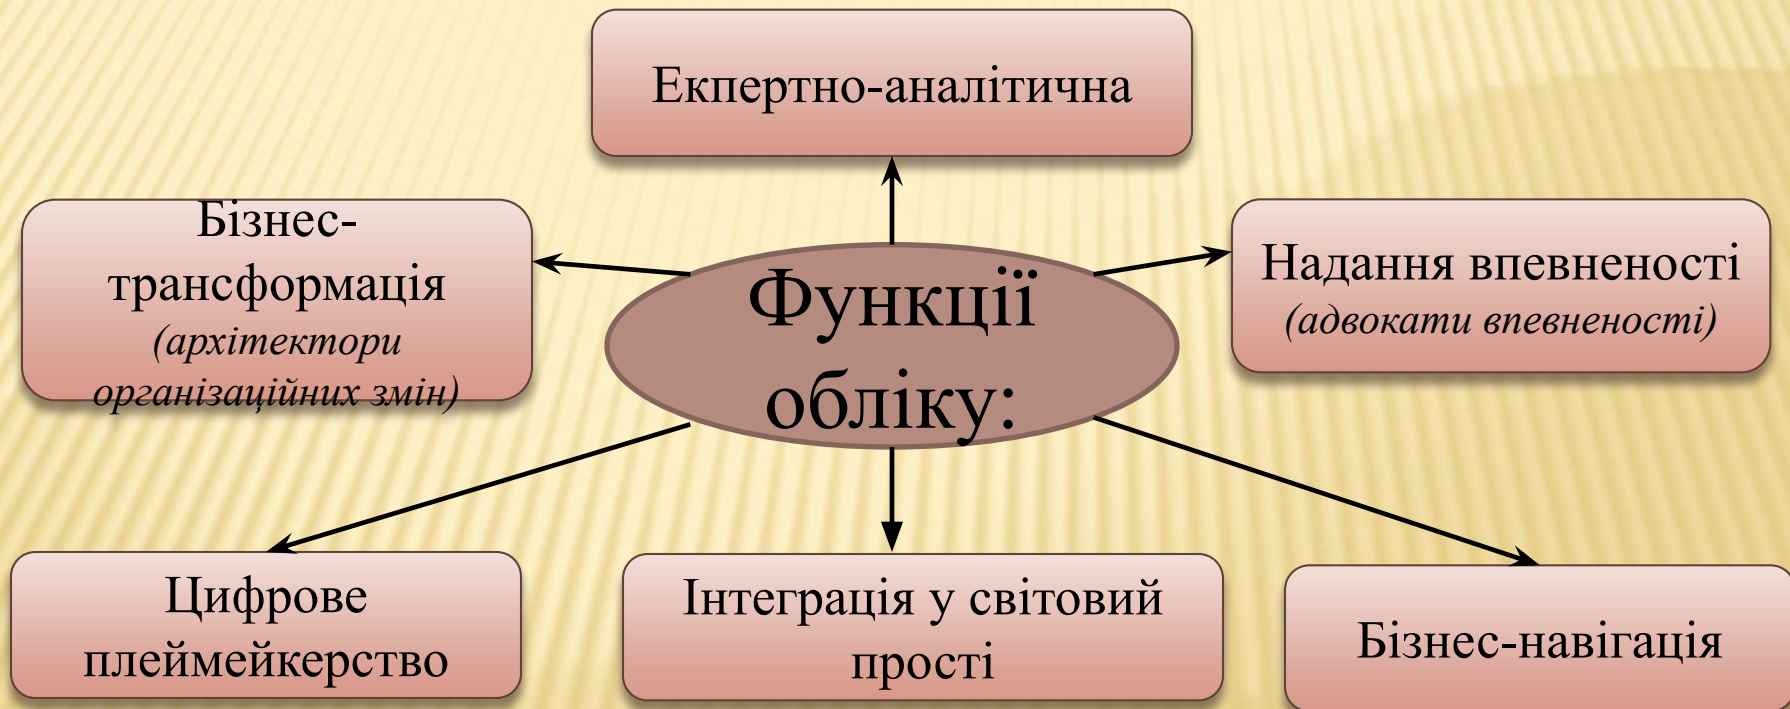 Екпертно-аналітична
Бізнес-
трансформація
(архітектори
організаційних змін)
Функції
обліку:
Надання впевненості
(адвокати впевненості)
Цифрове
плеймейкерство
Інтеграція у світовий
прості
Бізнес-навігація